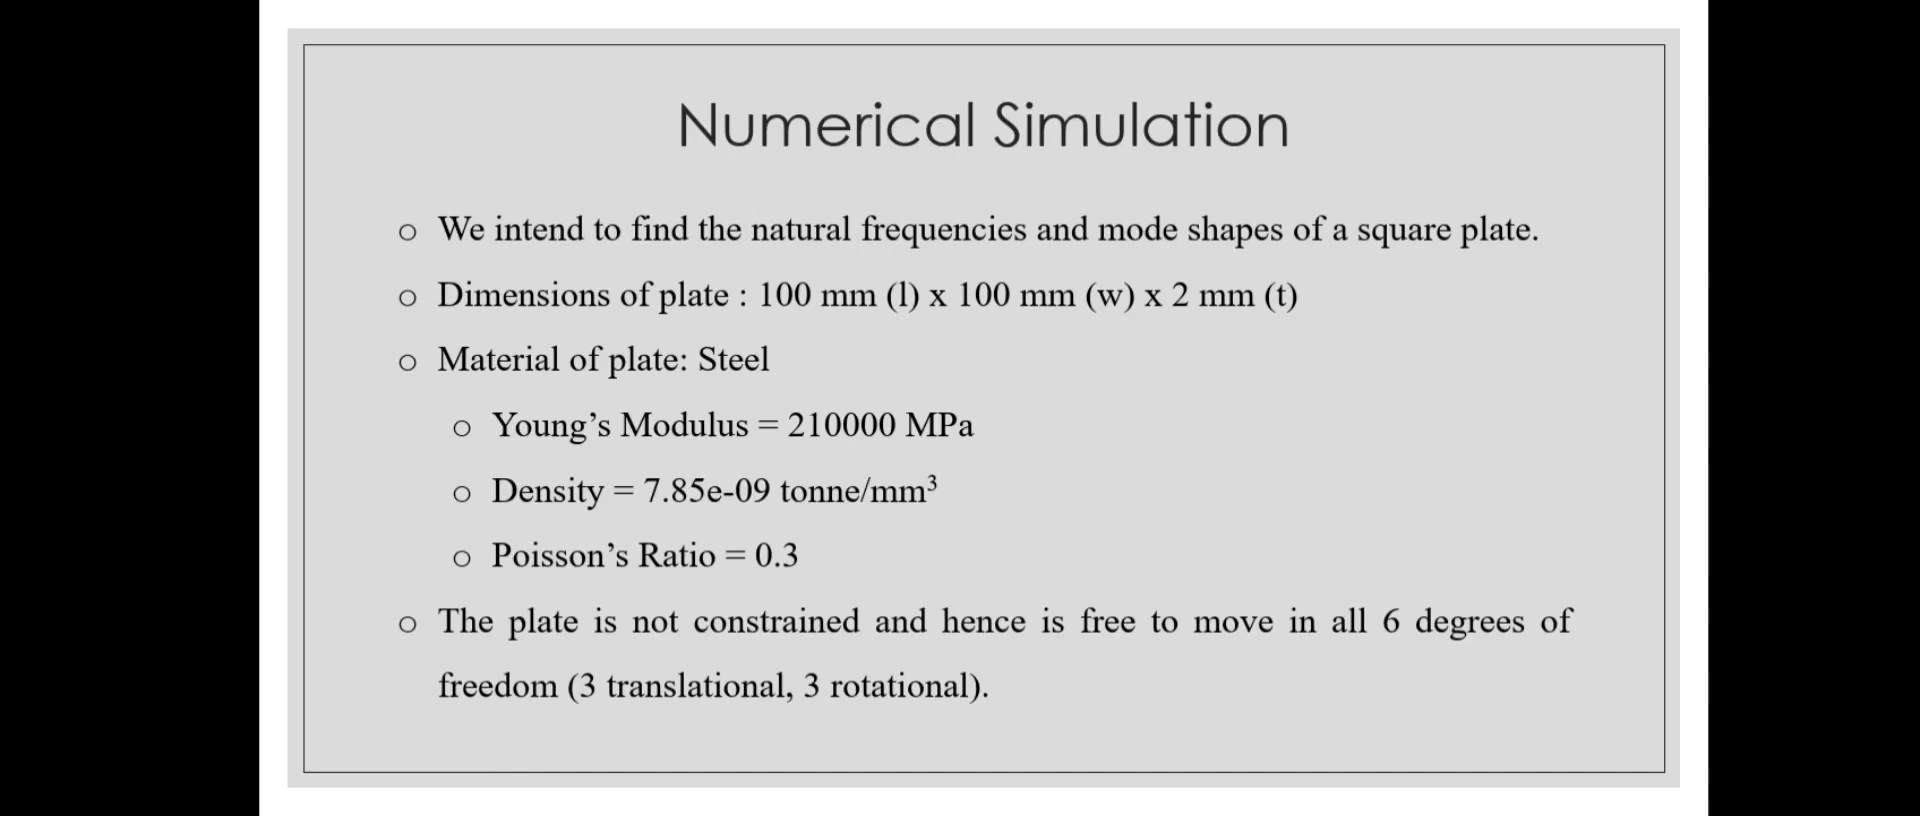 Numerical Simulation
○ We intend to find the natural frequencies and mode shapes of a square plate.
○ Dimensions of plate : 100 mm (l) x 100 mm (w) x 2 mm (t)
○ Material of plate: Steel
○ Young’s Modulus = 210000 MPa
○ Density = 7.85e-09 tonne/mm³
○ Poisson’s Ratio = 0.3
○ The plate is not constrained and hence is free to move in all 6 degrees of
freedom (3 translational, 3 rotational).